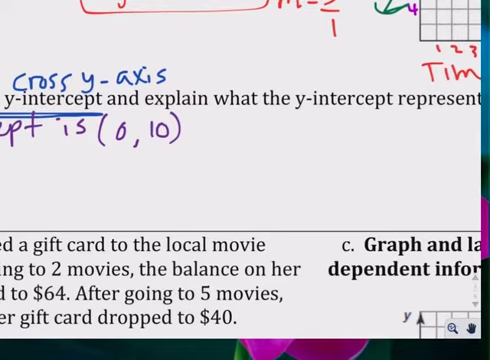 m = 
1
4
1 2 3
Tim
cross y-axis
y-intercept and explain what the y-intercept represent
ept is (0, 10)
ed a gift card to the local movie
ing to 2 movies, the balance on her
d to $64. After going to 5 movies,
er gift card dropped to $40.
c. Graph and la
dependent infor
y